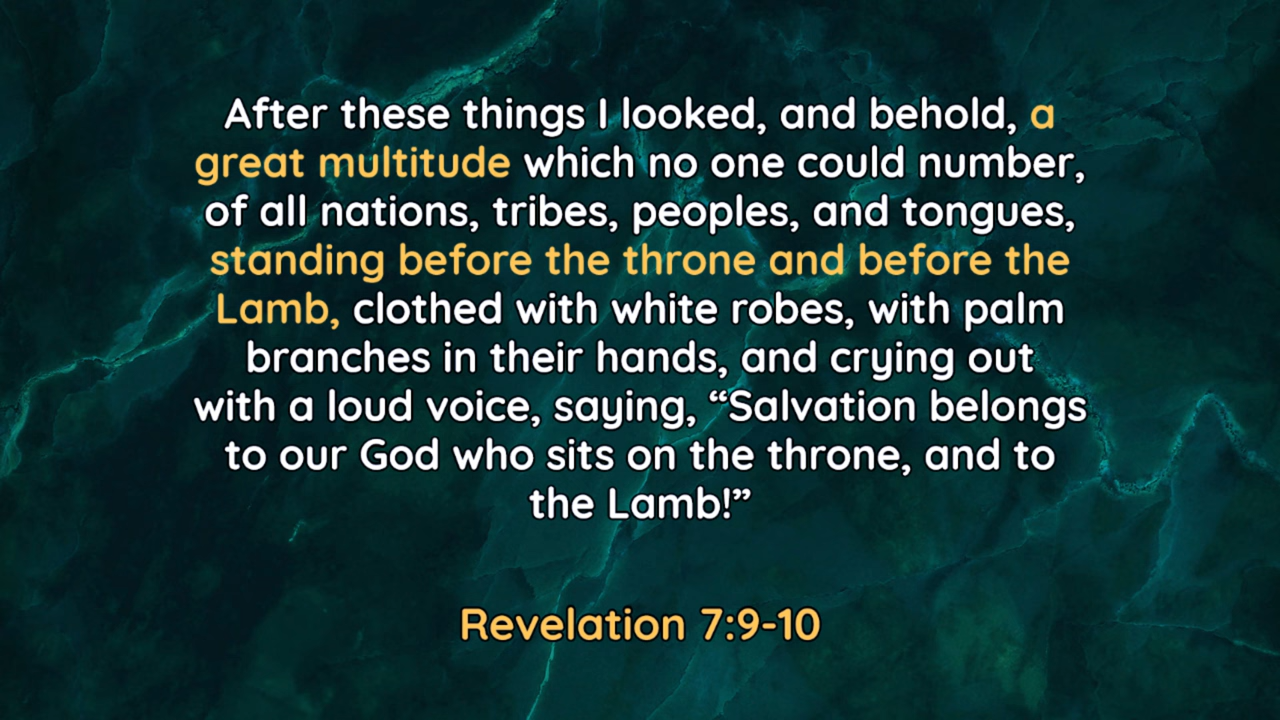 After these things I looked, and behold, a
great multitude which no one could number,
of all nations, tribes, peoples, and tongues,
standing before the throne and before the
Lamb, clothed with white robes, with palm
branches in their hands, and crying out
with a loud voice, saying, “Salvation belongs
to our God who sits on the throne, and to
the Lamb!”
Revelation 7:9-10